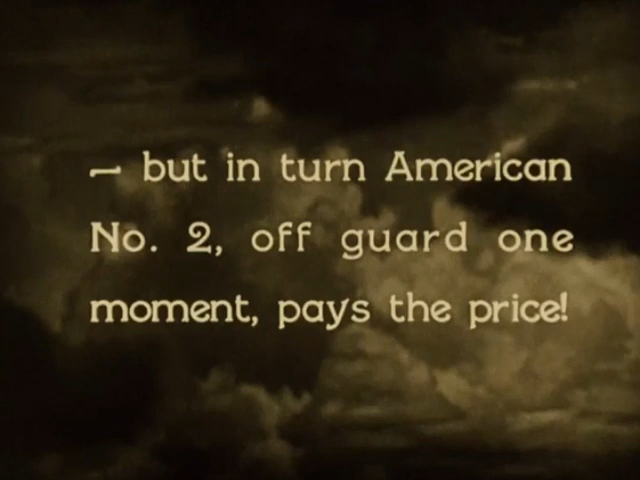 — but in turn American
No. 2, off guard one
moment, pays the price!